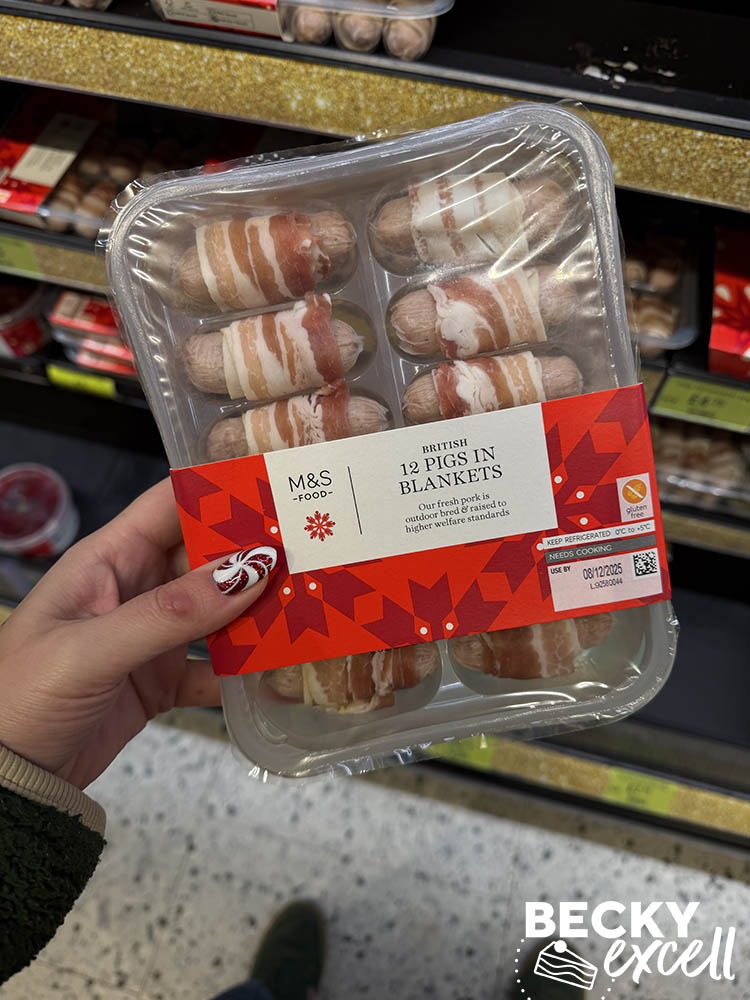 M&S
M&S
-FOOD-
BRITISH
12 PIGS IN
BLANKETS
Our fresh pork is
outdoor bred & raised to
higher welfare standards
gluten
free
KEEP REFRIGERATED 0°C to +5°C
NEEDS COOKING
USE BY 08/12/2025
BECKY
excell